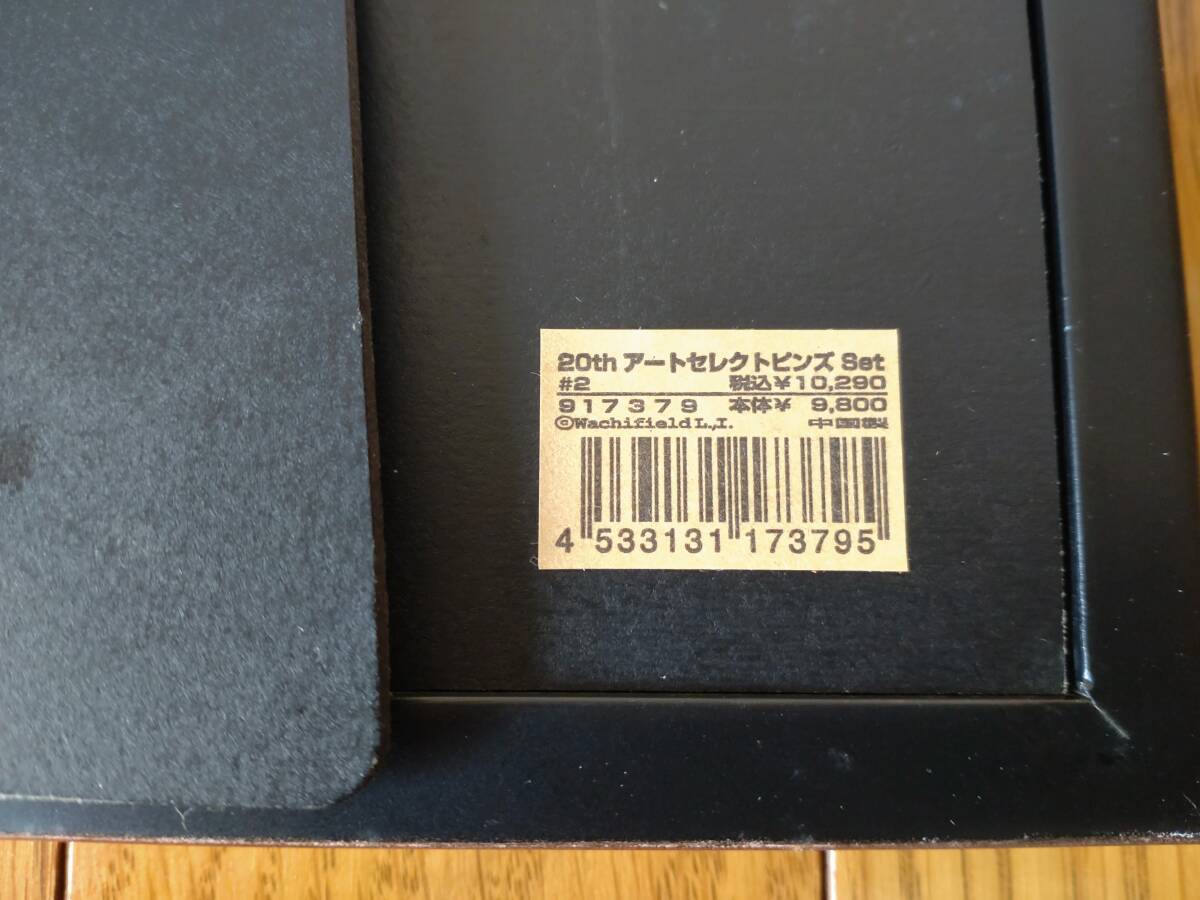 20th アートセレクトピンズ Set
#2 税込¥10,290
917379 本体¥ 9,800
©Wachifield L.,I. 中国製
4 533131 173795